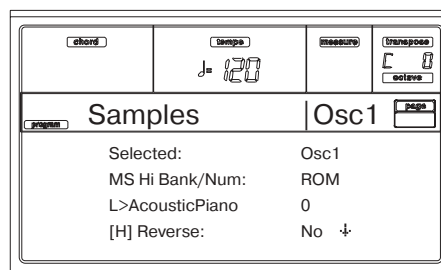 chord tempo measure transpose
♩= 120 C 0
octave
program Samples Osc1 page
Selected: Osc1
MS Hi Bank/Num: ROM
L>AcousticPiano 0
[H] Reverse: No